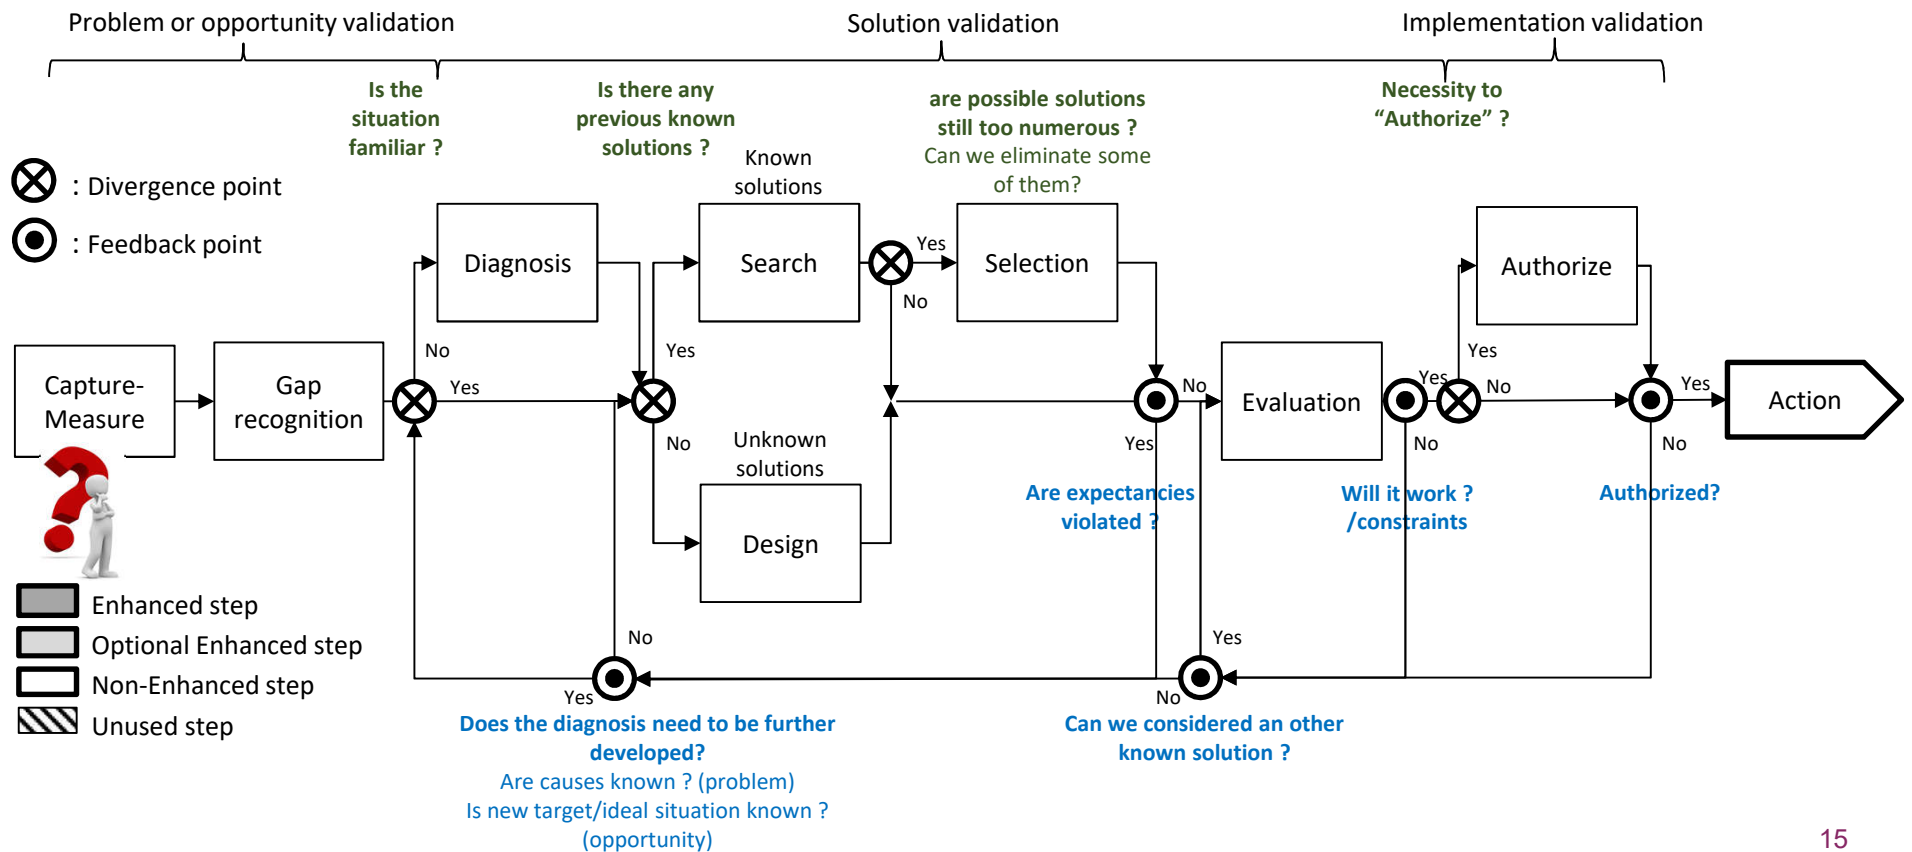 Problem or opportunity validation
Solution validation
Implementation validation
Is the
situation
familiar ?
Is there any
previous known
solutions ?
are possible solutions
still too numerous ?
Can we eliminate some
of them?
Necessity to
“Authorize” ?
: Divergence point
: Feedback point
Known
solutions
Diagnosis
Search
Yes
Selection
No
Authorize
No
Yes
Yes
Yes
Capture-
Measure
Gap
recognition
Yes
No
Evaluation
Yes
No
Yes
Action
No
Unknown
solutions
Yes
No
No
Are expectancies
violated ?
Will it work ?
/constraints
Authorized?
Design
Enhanced step
Optional Enhanced step
Non-Enhanced step
Unused step
No
Yes
Yes
No
Does the diagnosis need to be further
developed?
Are causes known ? (problem)
Is new target/ideal situation known ?
(opportunity)
Can we considered an other
known solution ?
15